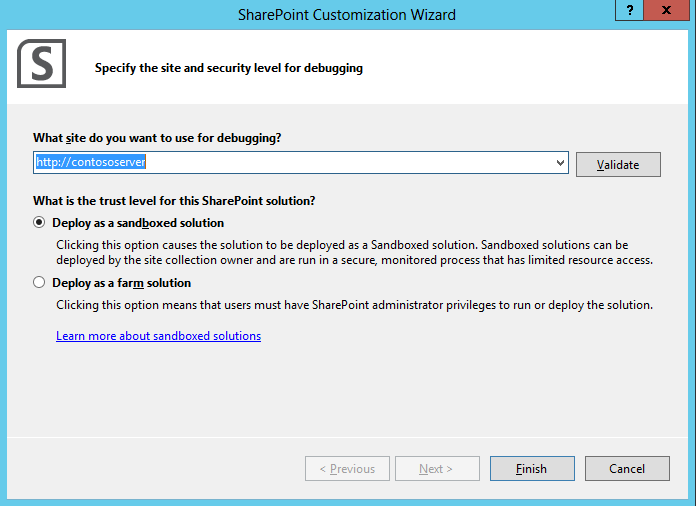 SharePoint Customization Wizard
?
x
S
Specify the site and security level for debugging
What site do you want to use for debugging?
http://contososerver
Validate
What is the trust level for this SharePoint solution?
Deploy as a sandboxed solution
Clicking this option causes the solution to be deployed as a Sandboxed solution. Sandboxed solutions can be
deployed by the site collection owner and are run in a secure, monitored process that has limited resource access.
Deploy as a farm solution
Clicking this option means that users must have SharePoint administrator privileges to run or deploy the solution.
Learn more about sandboxed solutions
< Previous
Next >
Finish
Cancel